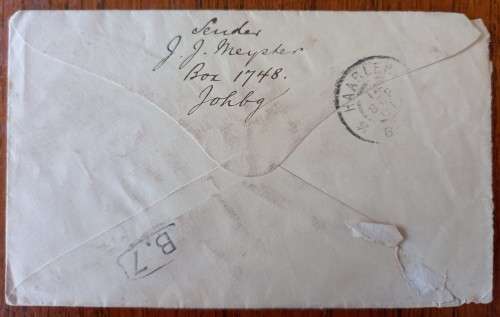 Sender
J. J. Meyster
Box 1748.
Johbg
HAARLEM
B.7